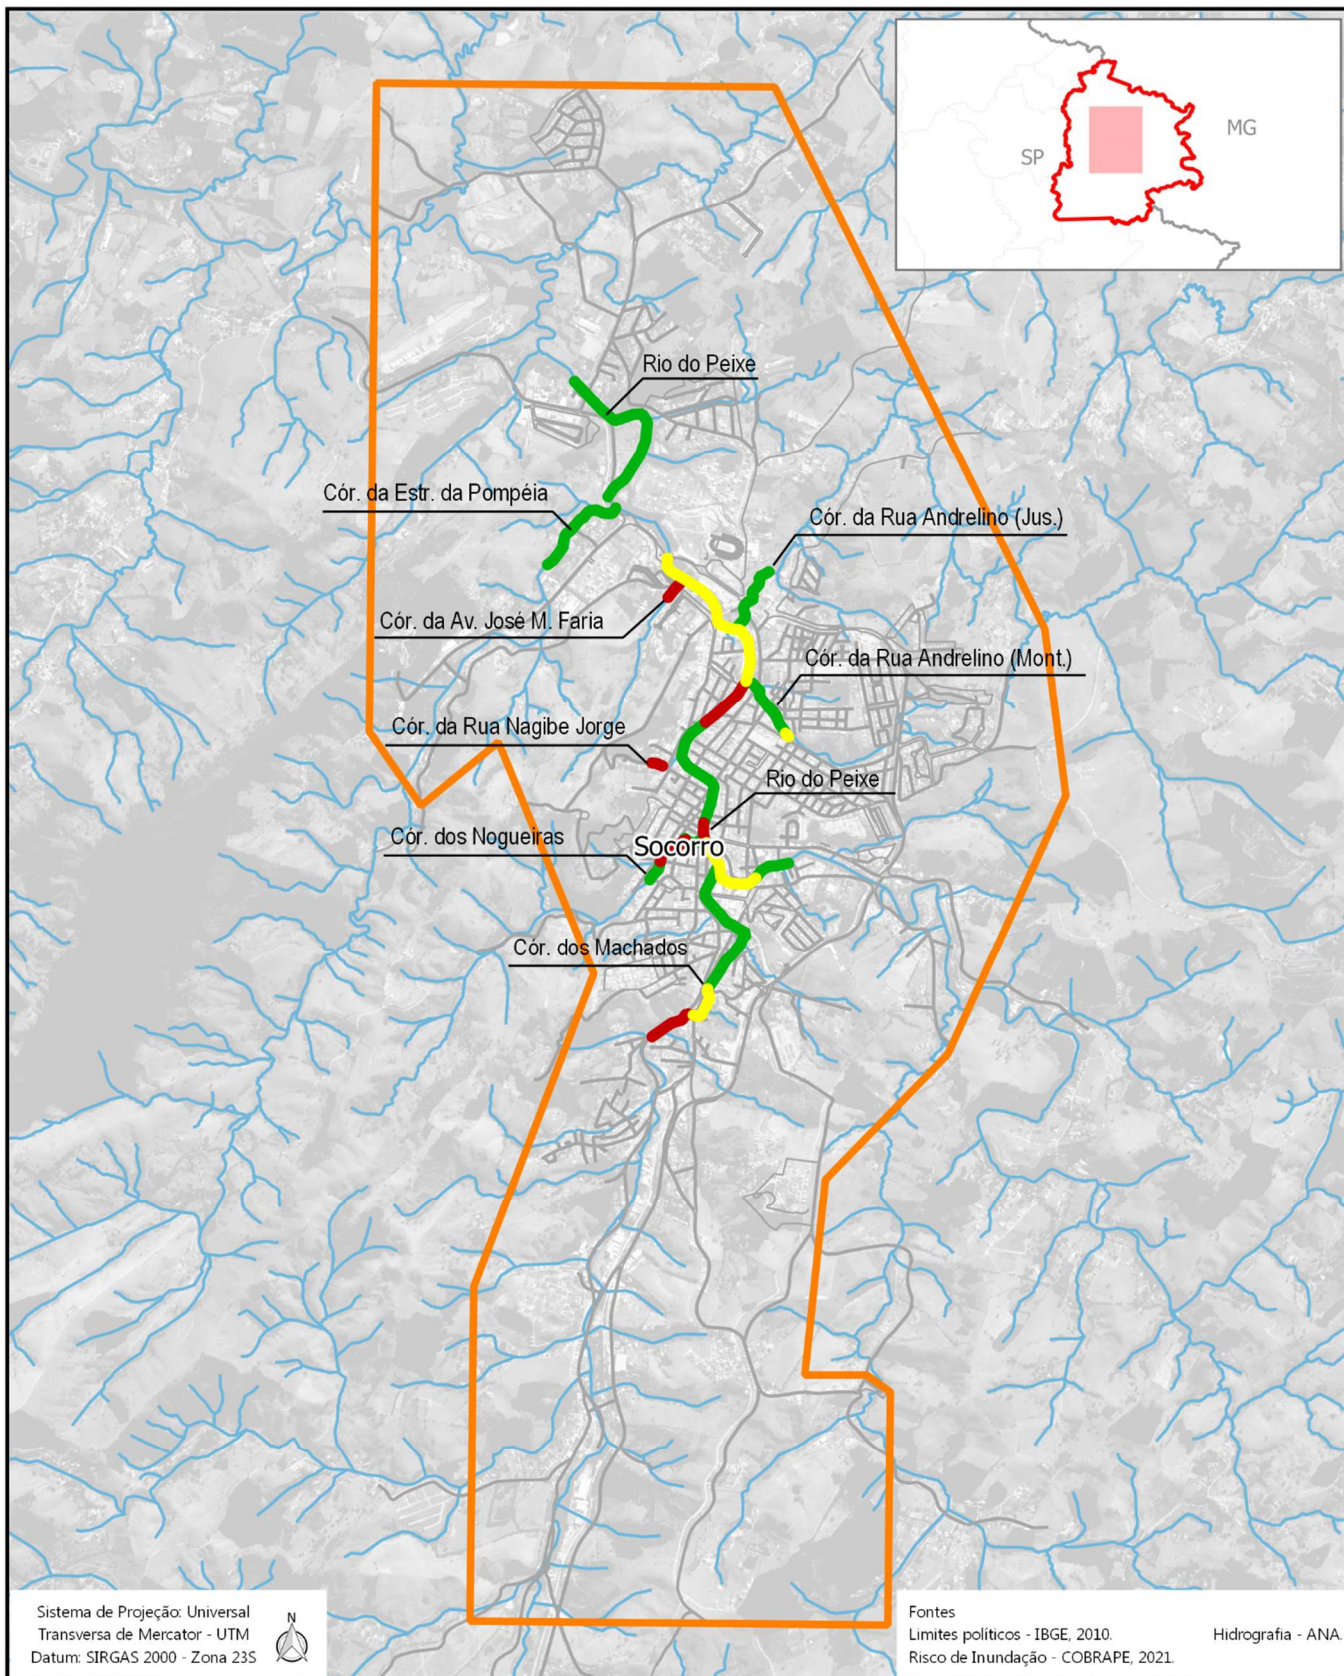 SP
MG
Rio do Peixe
Cór. da Estr. da Pompéia
Cór. da Rua Andrelino (Jus.)
Cór. da Av. José M. Faria
Cór. da Rua Andrelino (Mont.)
Cór. da Rua Nagibe Jorge
Rio do Peixe
Cór. dos Nogueiras
Socorro
Cór. dos Machados
Sistema de Projeção: Universal
Transversa de Mercator - UTM
Datum: SIRGAS 2000 - Zona 23S
N
Fontes
Limites políticos - IBGE, 2010. Hidrografia - ANA.
Risco de Inundação - COBRAPE, 2021.